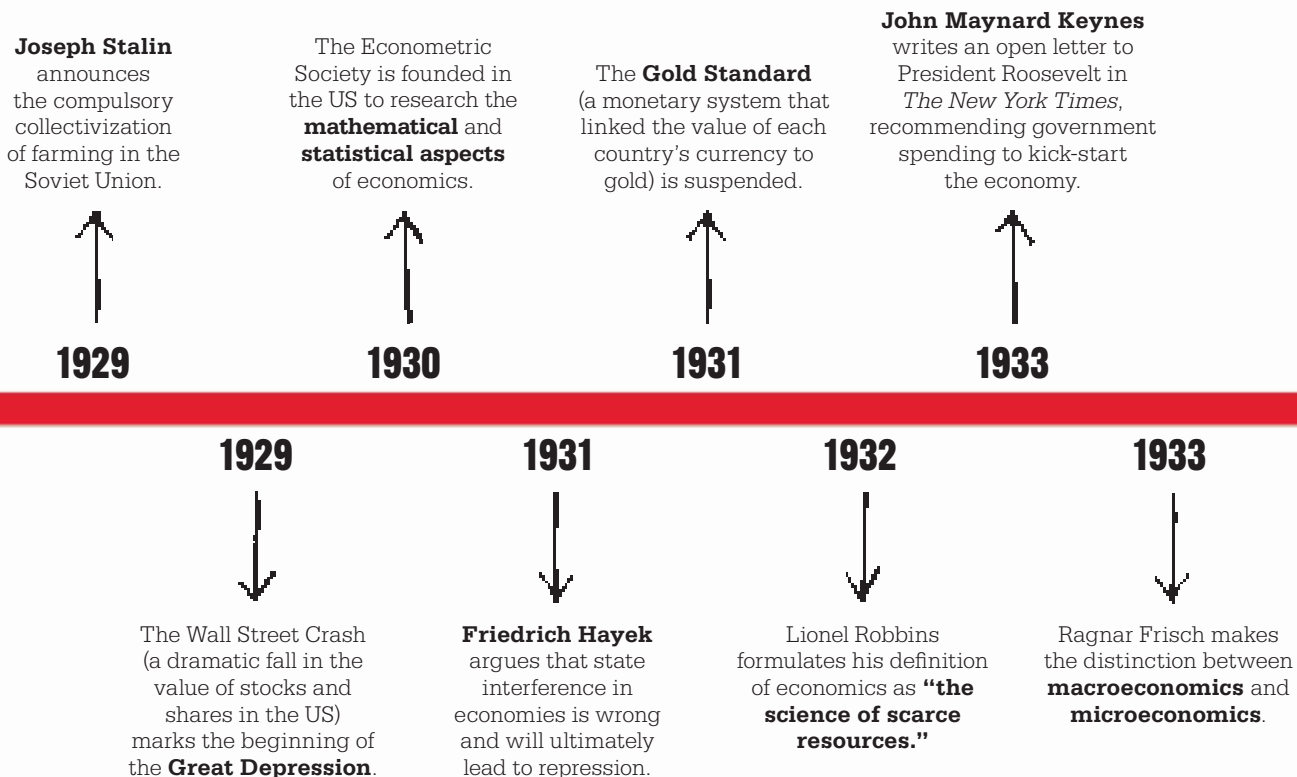 Joseph Stalin
announces
the compulsory
collectivization
of farming in the
Soviet Union.
1929
The Econometric
Society is founded in
the US to research the
mathematical and
statistical aspects
of economics.
1930
The Gold Standard
(a monetary system that
linked the value of each
country’s currency to
gold) is suspended.
1931
John Maynard Keynes
writes an open letter to
President Roosevelt in
The New York Times,
recommending government
spending to kick-start
the economy.
1933
1929
The Wall Street Crash
(a dramatic fall in the
value of stocks and
shares in the US)
marks the beginning of
the Great Depression.
1931
Friedrich Hayek
argues that state
interference in
economies is wrong
and will ultimately
lead to repression.
1932
Lionel Robbins
formulates his definition
of economics as “the
science of scarce
resources.”
1933
Ragnar Frisch makes
the distinction between
macroeconomics and
microeconomics.